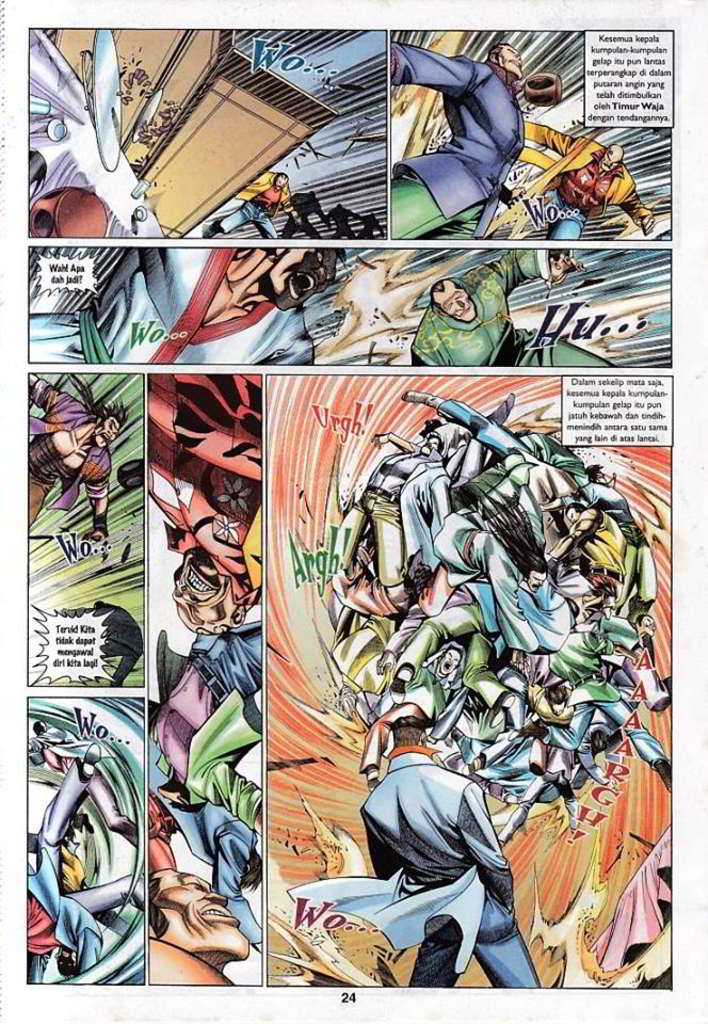 Wo...
Kesemua kepala
kumpulan-kumpulan
gelap itu pun lantas
terperangkap di dalam
putaran angin yang
telah ditimbulkan
oleh Timur Waja
dengan tendangannya.
Wo...
Wah! Apa
dah jadi?
Wo...
Hu...
Wo...
Teruk! Kita
tidak dapat
mengawal
diri lagi!
Wo...
Dalam sekelip mata saja,
kesemua kepala kumpulan-
kumpulan gelap itu pun
jatuh kebawah dan tindih-
menindih antara satu sama
yang lain di atas lantai.
Urgh!
Argh!
AAAAARGH!
Wo...
24